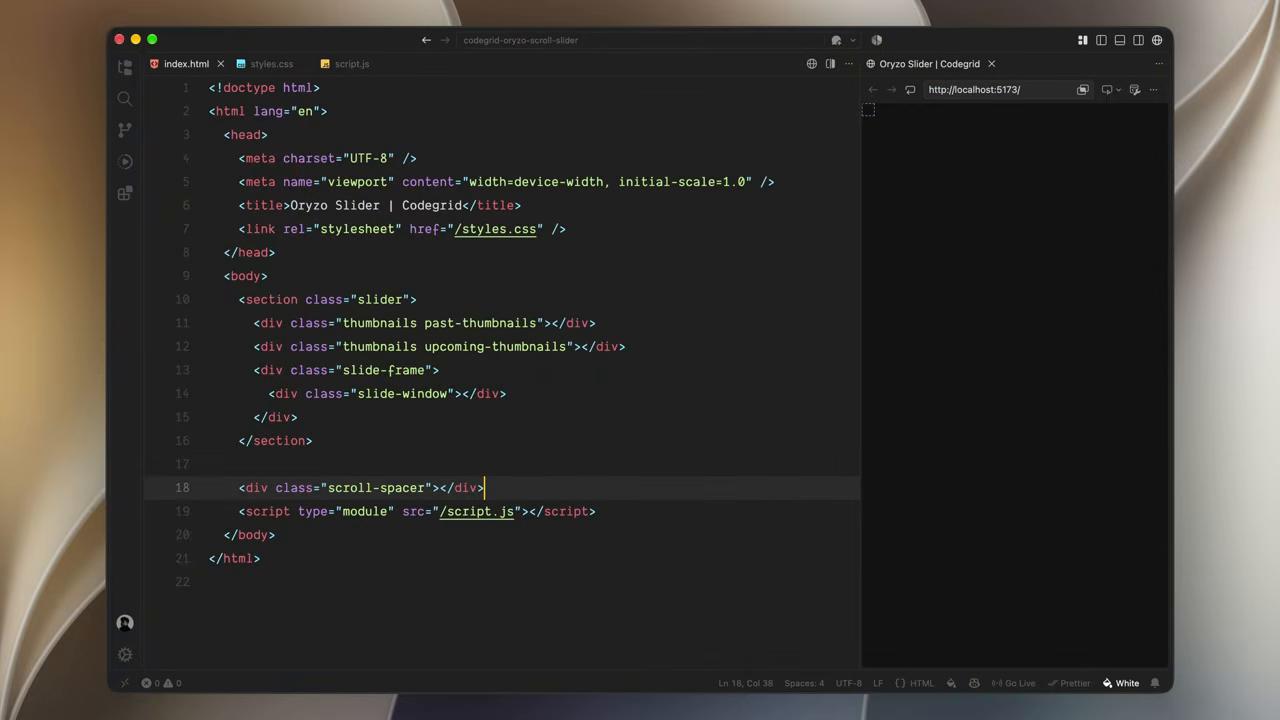 codegrid-oryzo-scroll-slider
index.html
styles.css
script.js
Oryzo Slider | Codegrid
http://localhost:5173/
1 <!doctype html>
2 <html lang="en">
3 <head>
4 <meta charset="UTF-8" />
5 <meta name="viewport" content="width=device-width, initial-scale=1.0" />
6 <title>Oryzo Slider | Codegrid</title>
7 <link rel="stylesheet" href="/styles.css" />
8 </head>
9 <body>
10 <section class="slider">
11 <div class="thumbnails past-thumbnails"></div>
12 <div class="thumbnails upcoming-thumbnails"></div>
13 <div class="slide-frame">
14 <div class="slide-window"></div>
15 </div>
16 </section>
17
18 <div class="scroll-spacer"></div>
19 <script type="module" src="/script.js"></script>
20 </body>
21 </html>
22
0 0 Ln 18, Col 38 Spaces: 4 UTF-8 LF {} HTML Go Live Prettier White